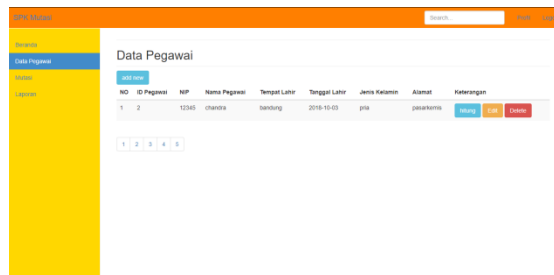 SPK Mutasi
Search...
Profil
Beranda
Data Pegawai
Mutasi
Laporan
Data Pegawai
add new
NO ID Pegawai NIP Nama Pegawai Tempat Lahir Tanggal Lahir Jenis Kelamin Alamat Keterangan
1 2 12345 chandra bandung 2016-10-03 pria pasarkemis Hitung Edit Delete
1 2 3 4 5